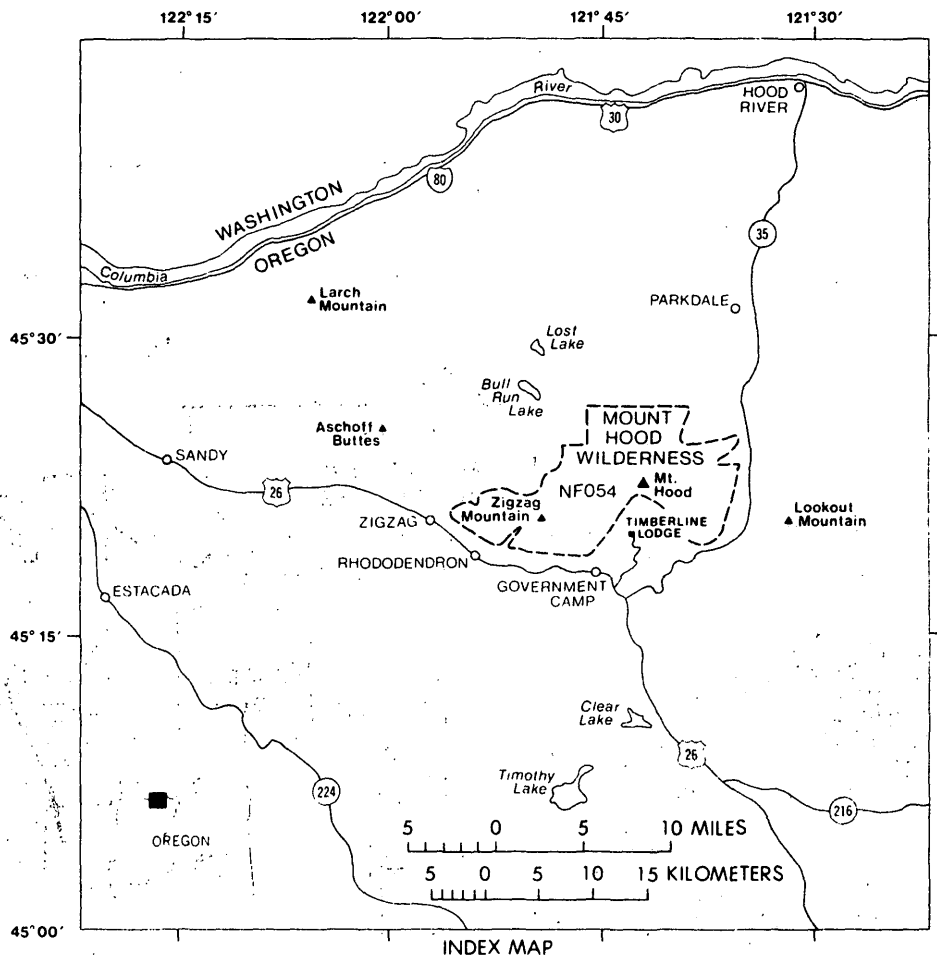 122°15′ 122°00′ 121°45′ 121°30′
River
HOOD
RIVER
30
80
WASHINGTON
OREGON
35
Columbia
Larch
Mountain
PARKDALE
45°30′
Lost
Lake
Bull
Run
Lake
MOUNT
HOOD
WILDERNESS
Aschoff
Buttes
SANDY
26
NF054
Mt.
Hood
Zigzag
Mountain
ZIGZAG
TIMBERLINE
LODGE
Lookout
Mountain
RHODODENDRON
GOVERNMENT
CAMP
ESTACADA
45°15′
Clear
Lake
26
Timothy
Lake
224
216
OREGON
5 0 5 10 MILES
5 0 5 10 15 KILOMETERS
45°00′
INDEX MAP